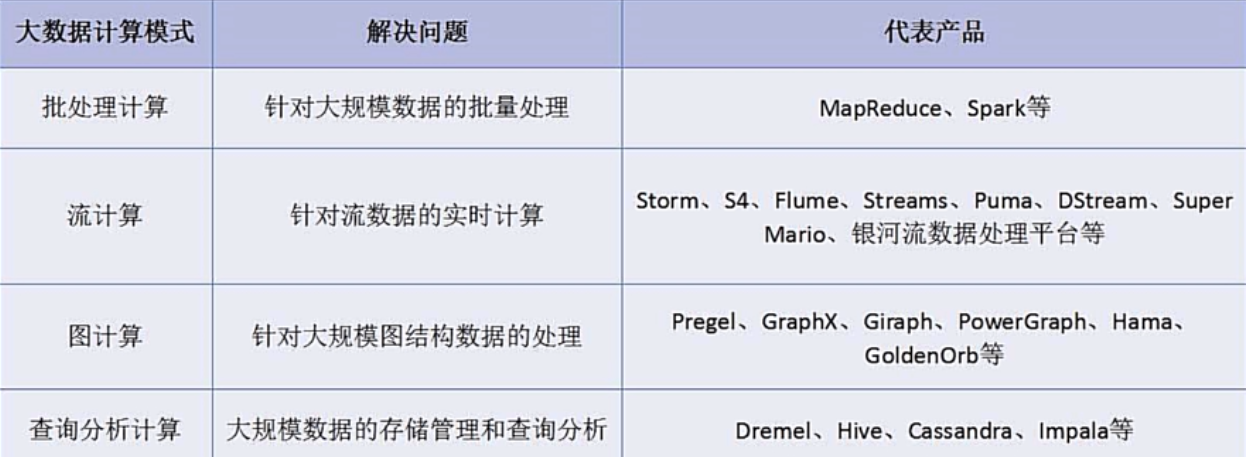 大数据计算模式 解决问题 代表产品
批处理计算 针对大规模数据的批量处理 MapReduce、Spark等
流计算 针对流数据的实时计算 Storm、S4、Flume、Streams、Puma、DStream、Super
Mario、银河流数据处理平台等
图计算 针对大规模图结构数据的处理 Pregel、GraphX、Giraph、PowerGraph、Hama、
GoldenOrb等
查询分析计算 大规模数据的存储管理和查询分析 Dremel、Hive、Cassandra、Impala等